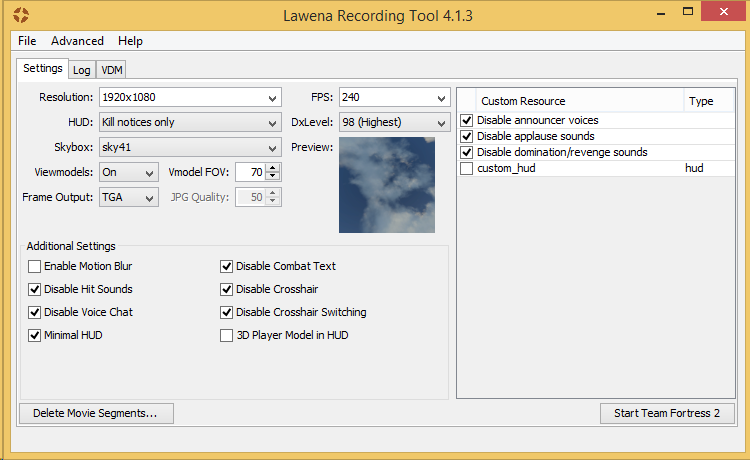 Lawena Recording Tool 4.1.3
File Advanced Help
Settings Log VDM
Resolution: 1920x1080 FPS: 240
HUD: Kill notices only DxLevel: 98 (Highest)
Skybox: sky41 Preview:
Viewmodels: On Vmodel FOV: 70
Frame Output: TGA JPG Quality: 50
Custom Resource Type
Disable announcer voices
Disable applause sounds
Disable domination/revenge sounds
custom_hud hud
Additional Settings
Enable Motion Blur Disable Combat Text
Disable Hit Sounds Disable Crosshair
Disable Voice Chat Disable Crosshair Switching
Minimal HUD 3D Player Model in HUD
Delete Movie Segments... Start Team Fortress 2